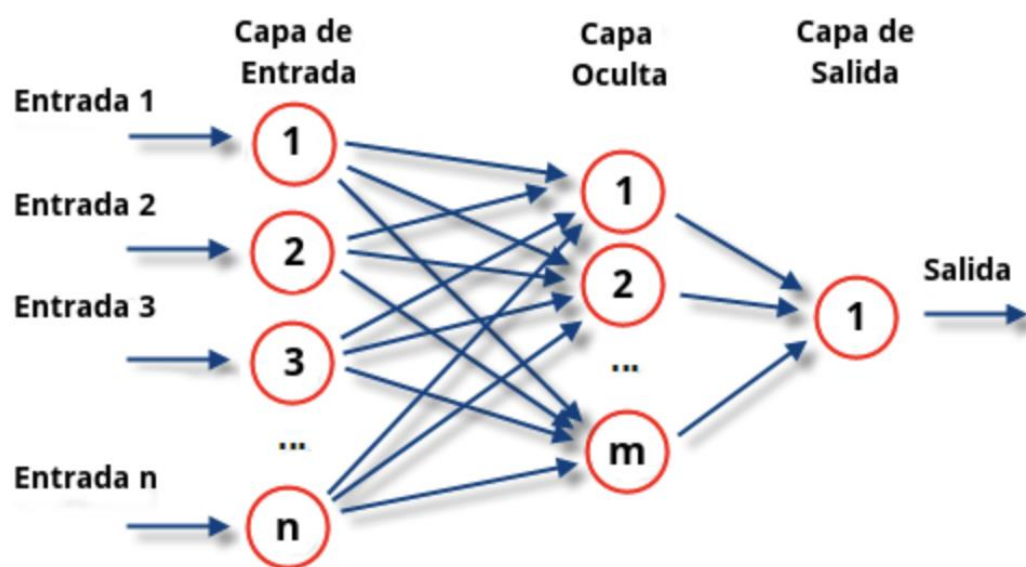 Capa de
Entrada
Capa
Oculta
Capa de
Salida
Entrada 1
1
Entrada 2
2
Entrada 3
3
...
Entrada n
n
1
2
...
m
1
Salida